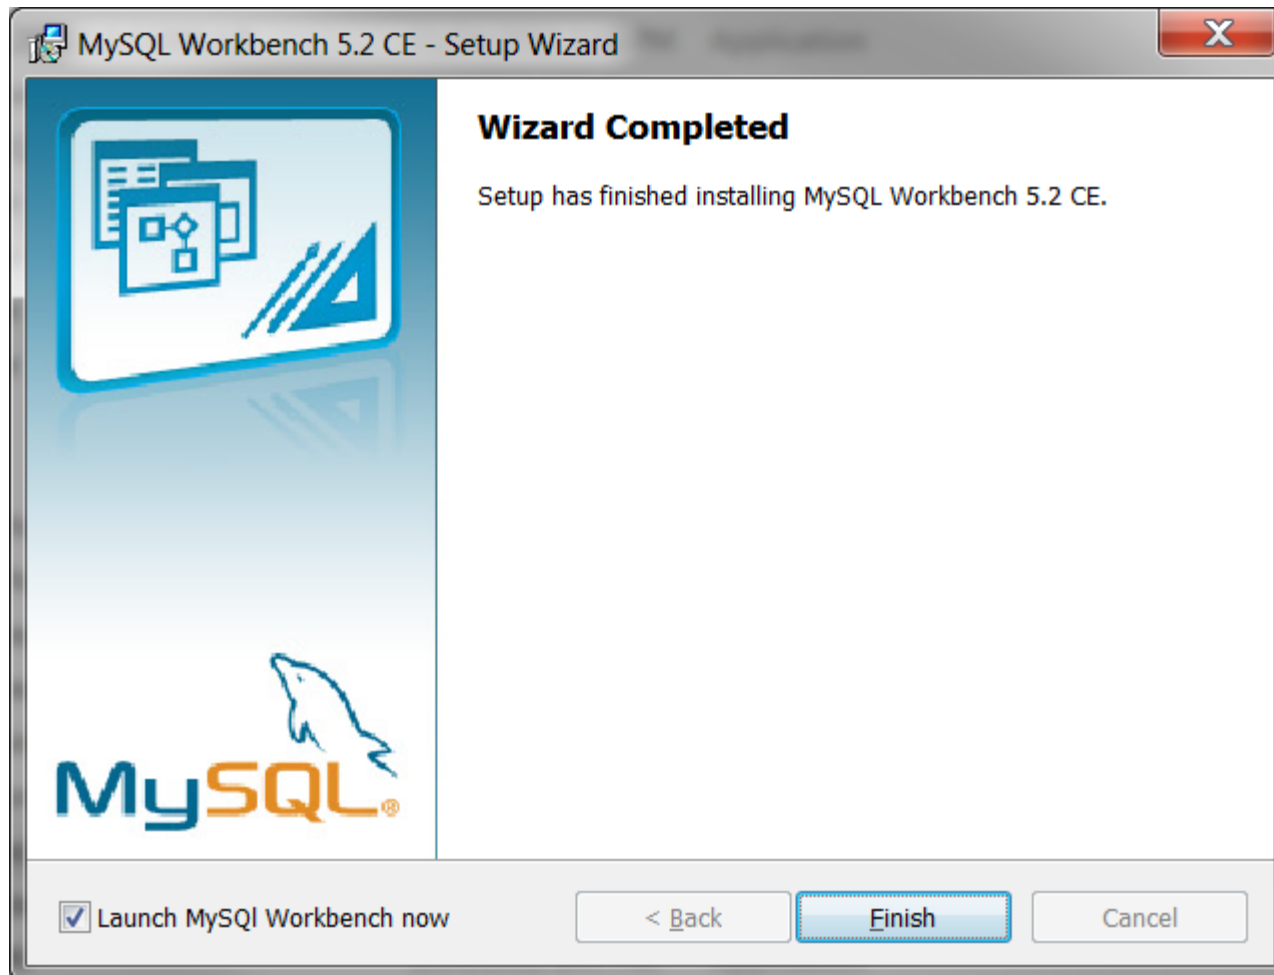 MySQL Workbench 5.2 CE - Setup Wizard
Wizard Completed
Setup has finished installing MySQL Workbench 5.2 CE.
MySQL®
Launch MySQl Workbench now
< Back
Finish
Cancel